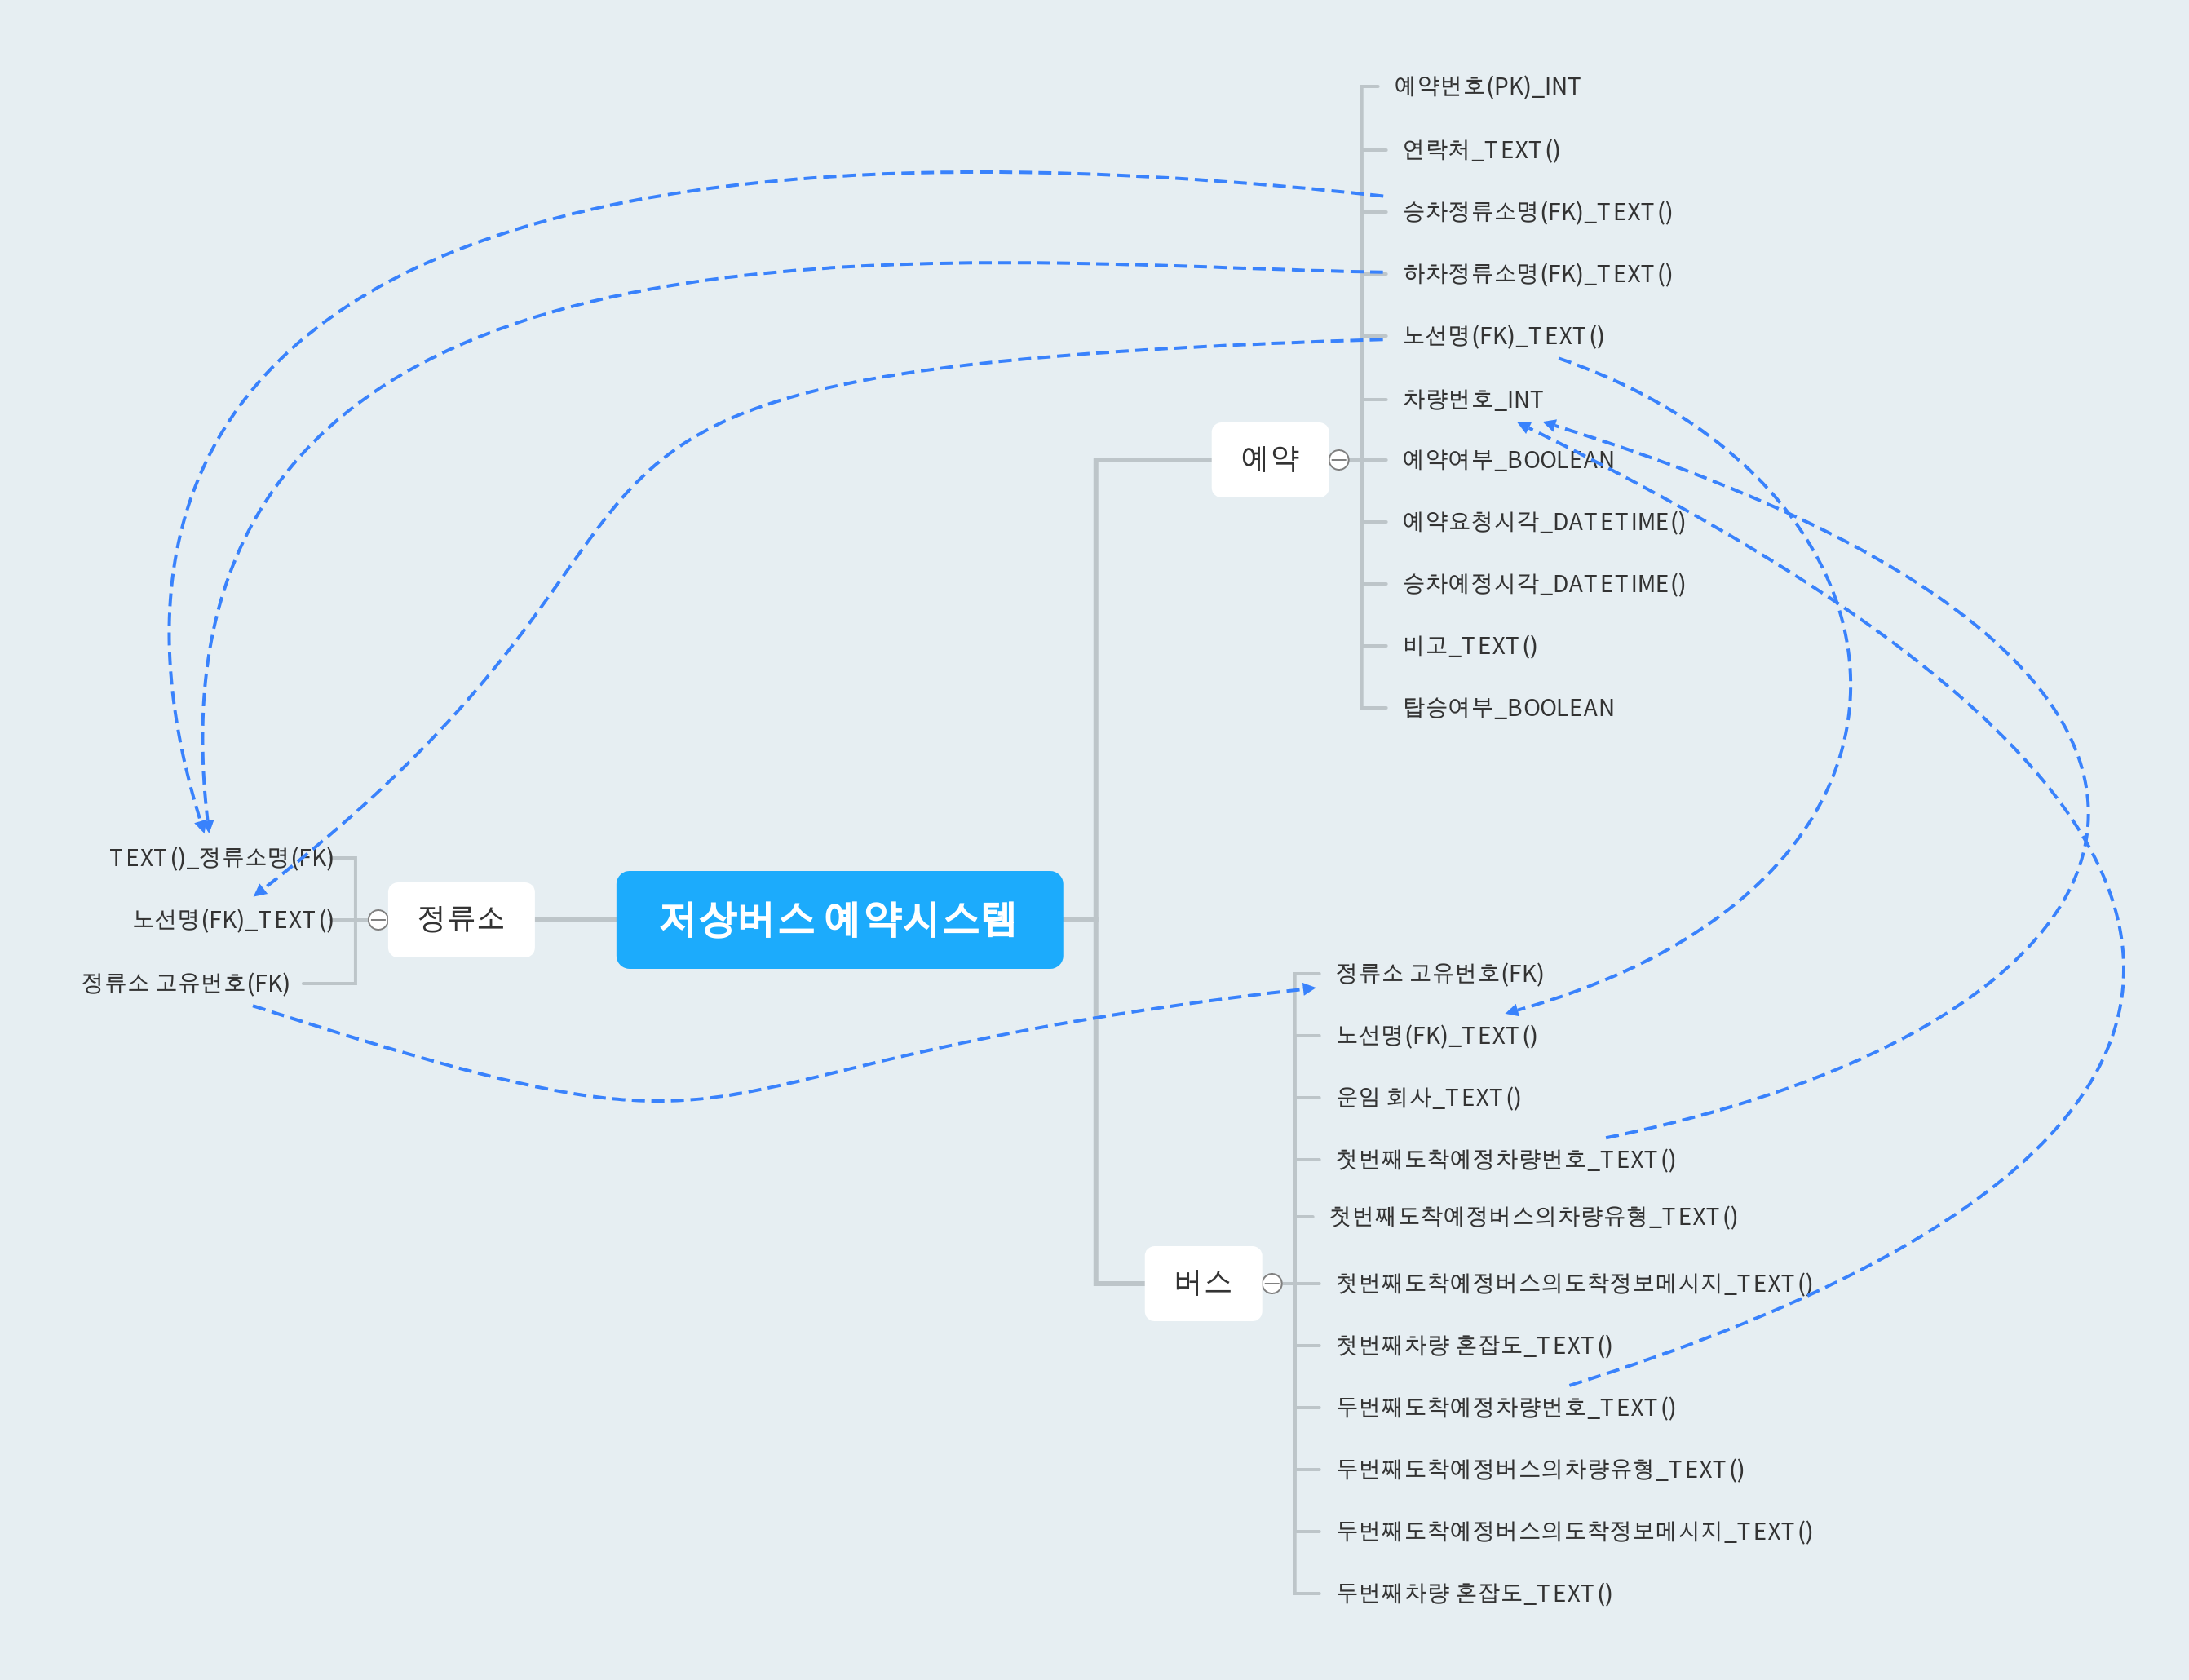 저상버스 예약시스템
예약
예약번호(PK)_INT
연락처_TEXT()
승차정류소명(FK)_TEXT()
하차정류소명(FK)_TEXT()
노선명(FK)_TEXT()
차량번호_INT
예약여부_BOOLEAN
예약요청시각_DATETIME()
승차예정시각_DATETIME()
비고_TEXT()
탑승여부_BOOLEAN
정류소
TEXT()_정류소명(FK)
노선명(FK)_TEXT()
정류소 고유번호(FK)
버스
정류소 고유번호(FK)
노선명(FK)_TEXT()
운임 회사_TEXT()
첫번째도착예정차량번호_TEXT()
첫번째도착예정버스의차량유형_TEXT()
첫번째도착예정버스의도착정보메시지_TEXT()
첫번째차량 혼잡도_TEXT()
두번째도착예정차량번호_TEXT()
두번째도착예정버스의차량유형_TEXT()
두번째도착예정버스의도착정보메시지_TEXT()
두번째차량 혼잡도_TEXT()